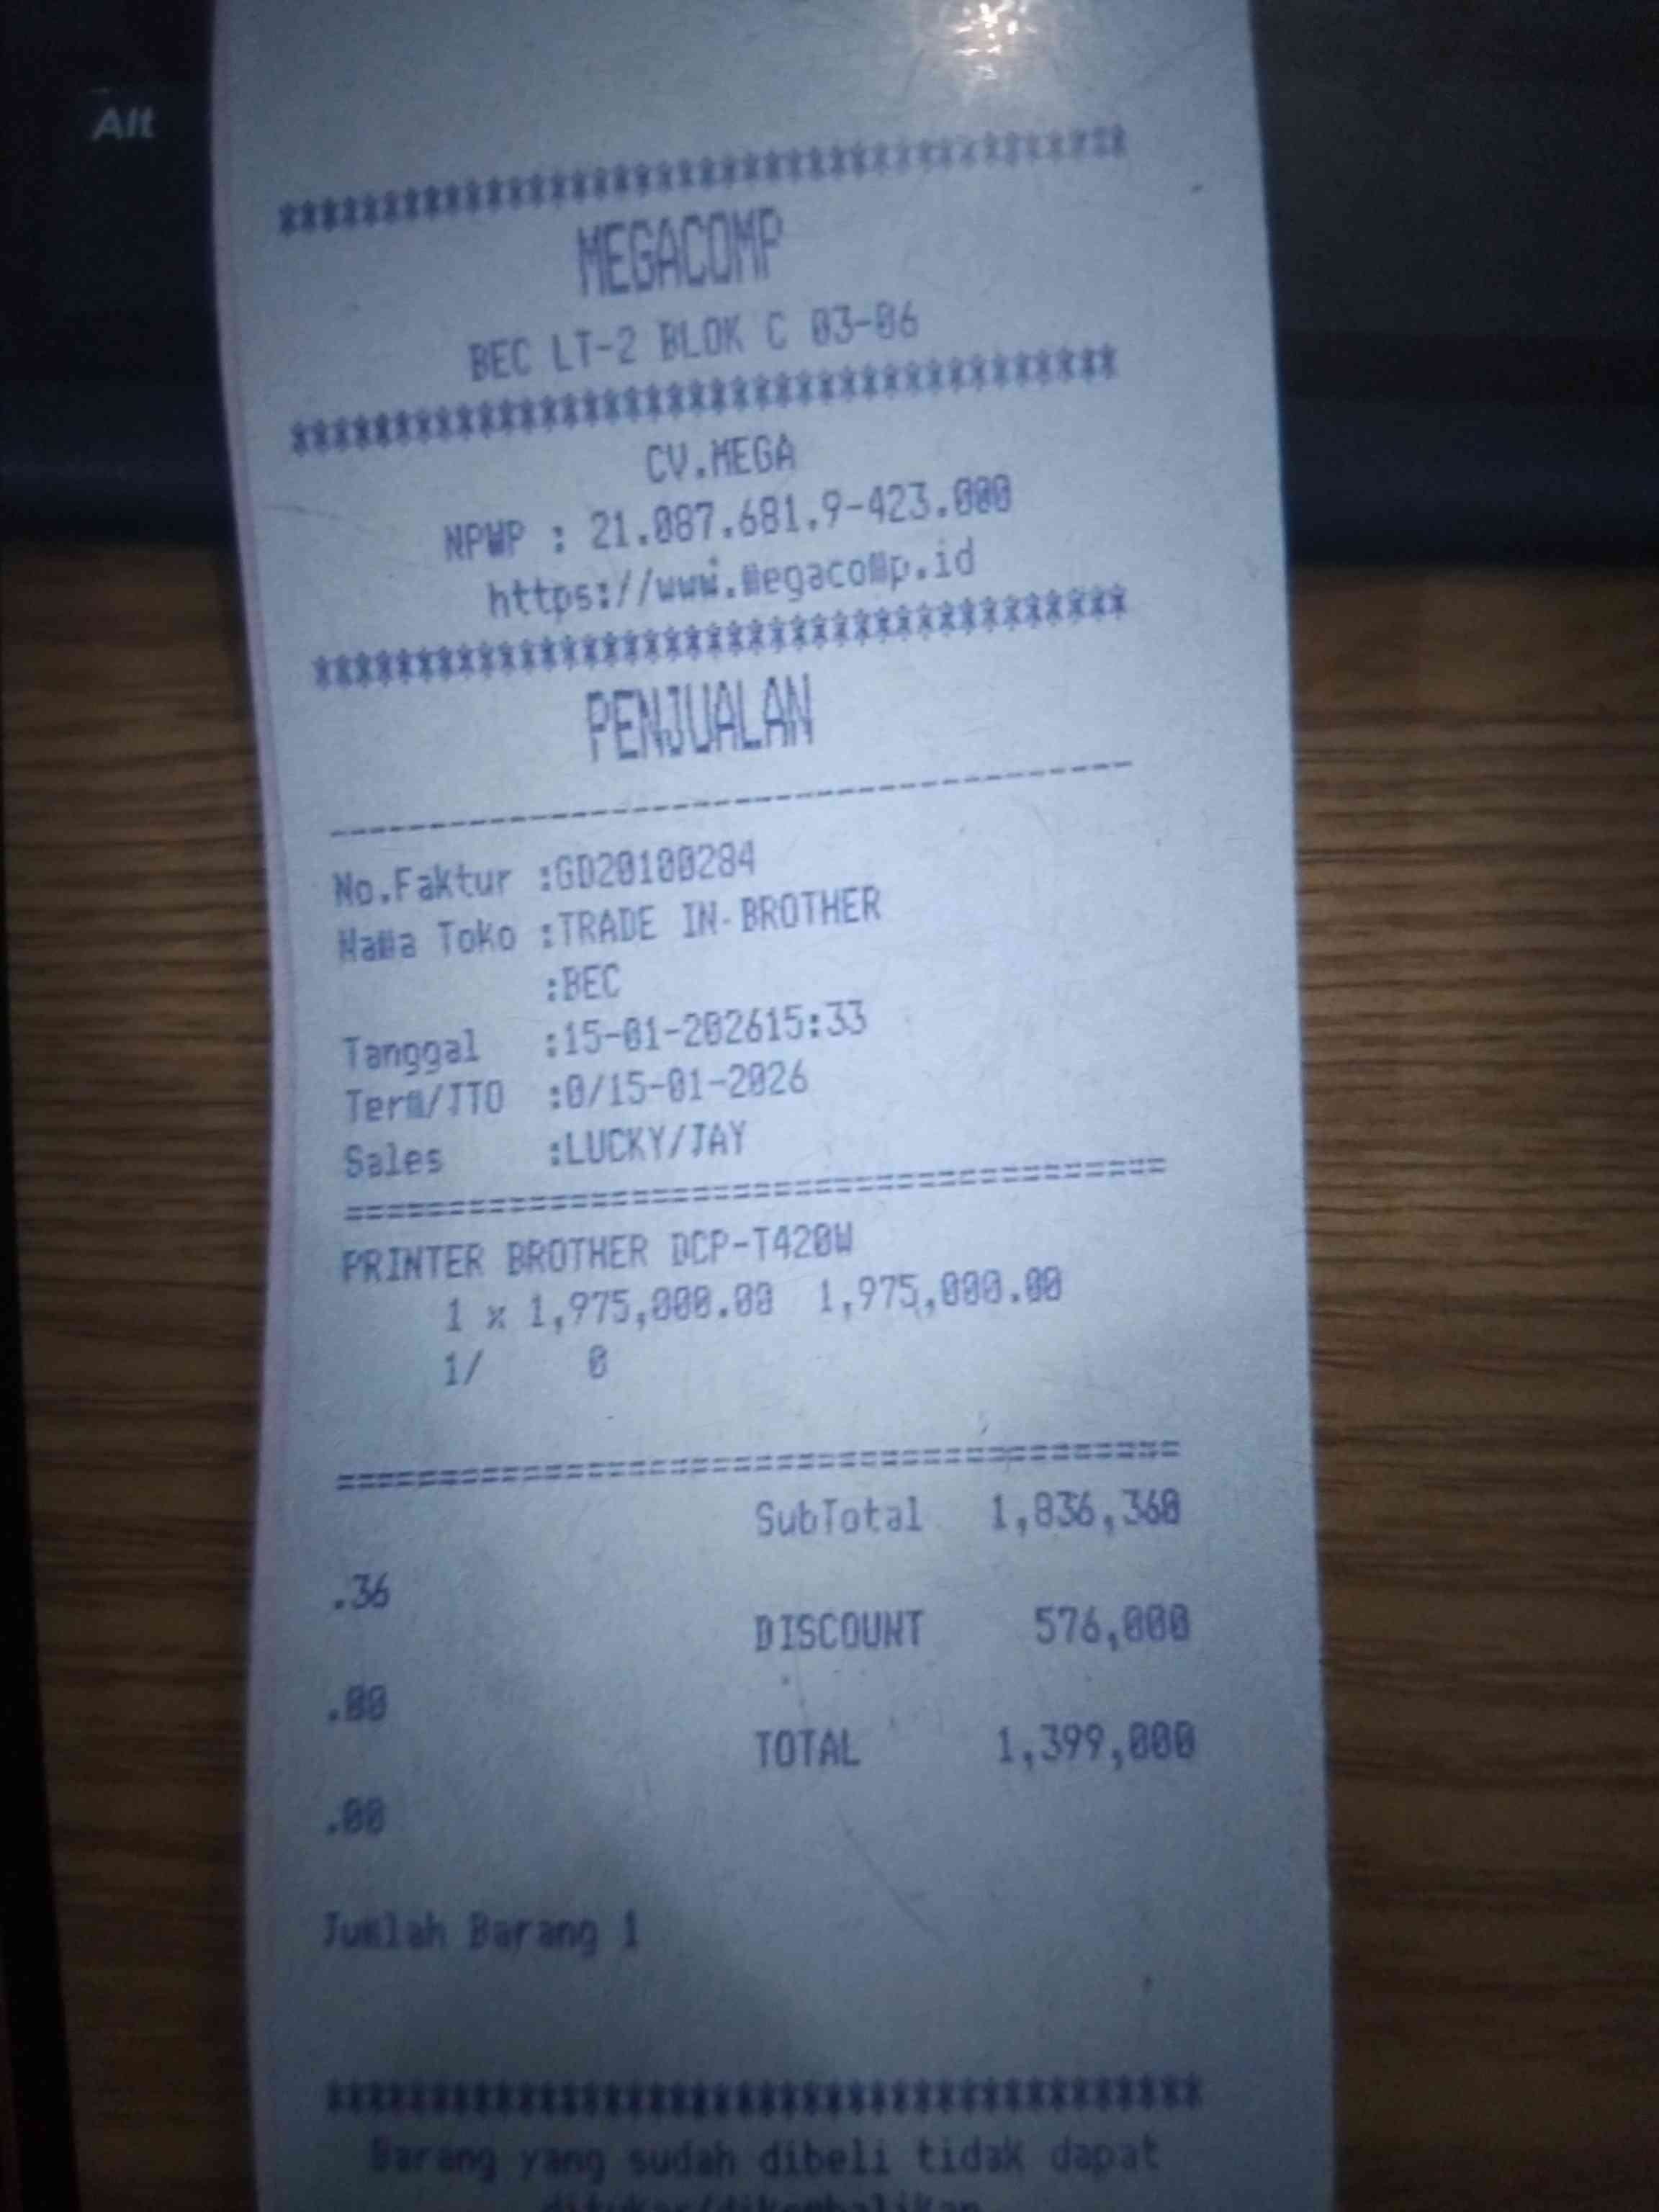 Alt
****************************************
MEGACOMP
BEC LT-2 BLOK C 03-06
****************************************
CV.MEGA
NPWP : 21.087.681.9-423.000
https://www.megacomp.id
****************************************
PENJUALAN
----------------------------------------
No.Faktur :GD20100284
Nama Toko :TRADE IN-BROTHER
:BEC
Tanggal :15-01-202615:33
Term/JTO :0/15-01-2026
Sales :LUCKY/JAY
========================================
PRINTER BROTHER DCP-T420W
1 x 1,975,000.00 1,975,000.00
1/ 0
========================================
SubTotal 1,836,360
.36
DISCOUNT 576,000
.00
TOTAL 1,399,000
.00
Jumlah Barang 1
****************************************
Barang yang sudah dibeli tidak dapat
ditukar/dikembalikan